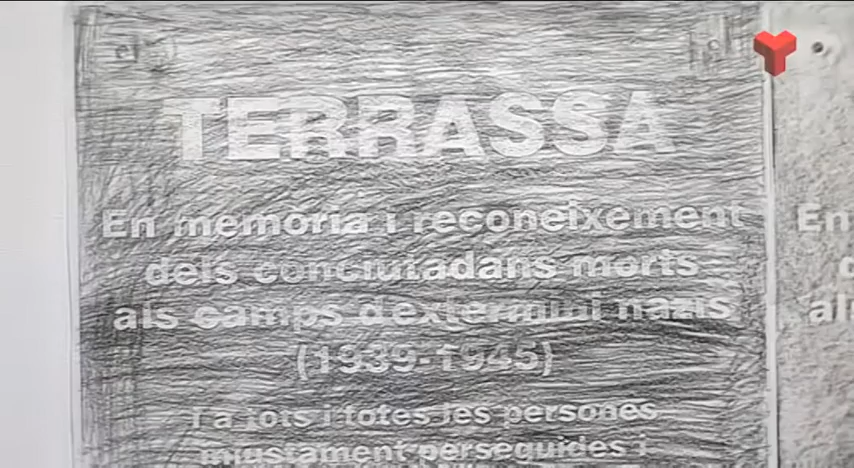 TERRASSA
En memòria i reconeixement
dels conciutadans morts
als camps d'extermini nazis
(1939-1945)
i a tots i totes les persones
injustament perseguides i
En